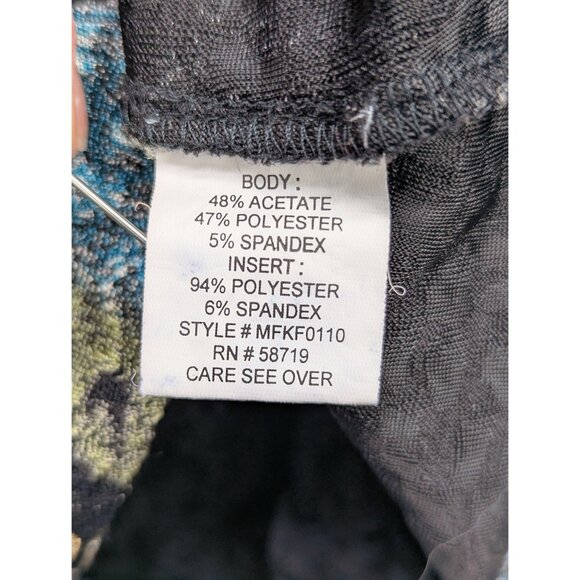 BODY :
48% ACETATE
47% POLYESTER
5% SPANDEX
INSERT :
94% POLYESTER
6% SPANDEX
STYLE # MFKF0110
RN # 58719
CARE SEE OVER